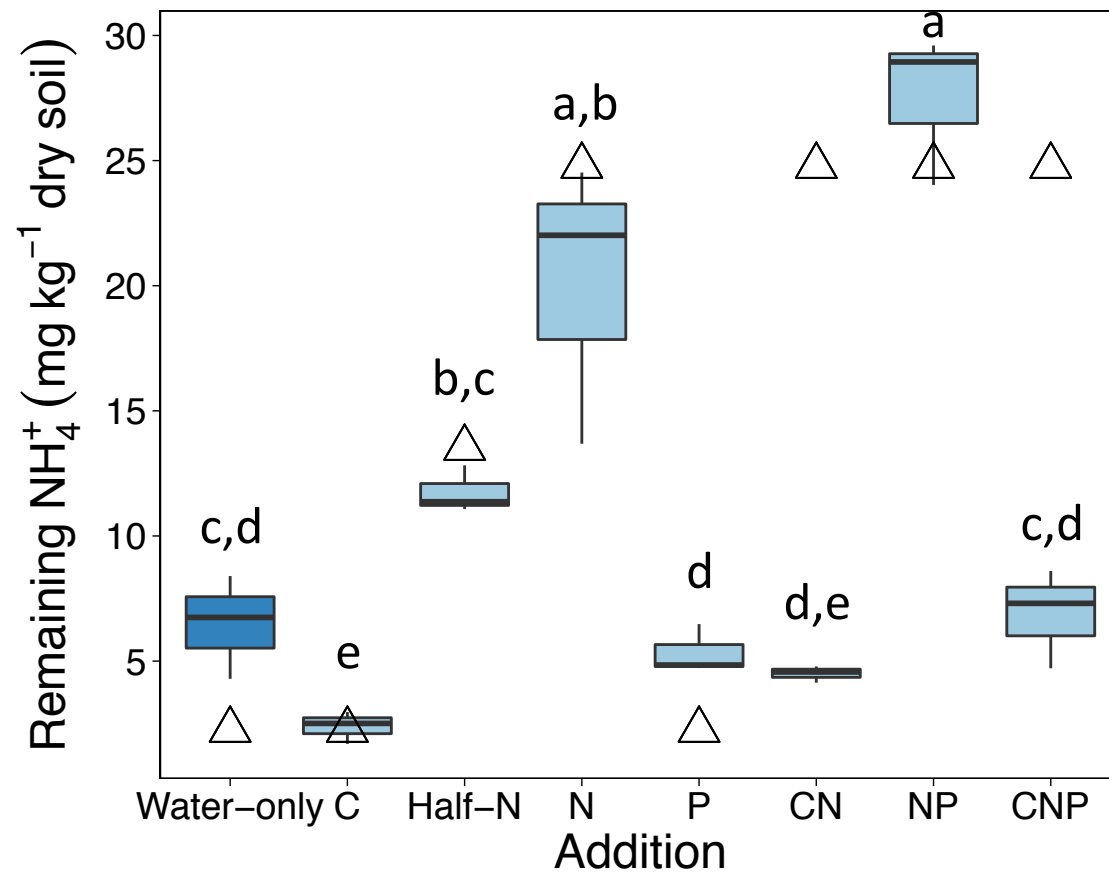 Remaining NH₄⁺ (mg kg⁻¹ dry soil)
30
25
20
15
10
5
c,d
e
b,c
a,b
d
d,e
a
c,d
Water−only
C
Half−N
N
P
CN
NP
CNP
Addition